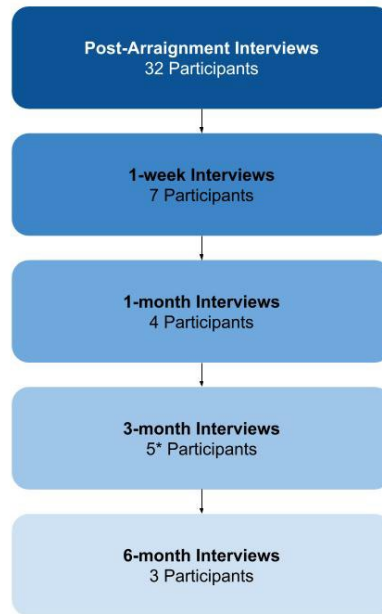 Post-Arraignment Interviews
32 Participants
1-week Interviews
7 Participants
1-month Interviews
4 Participants
3-month Interviews
5* Participants
6-month Interviews
3 Participants